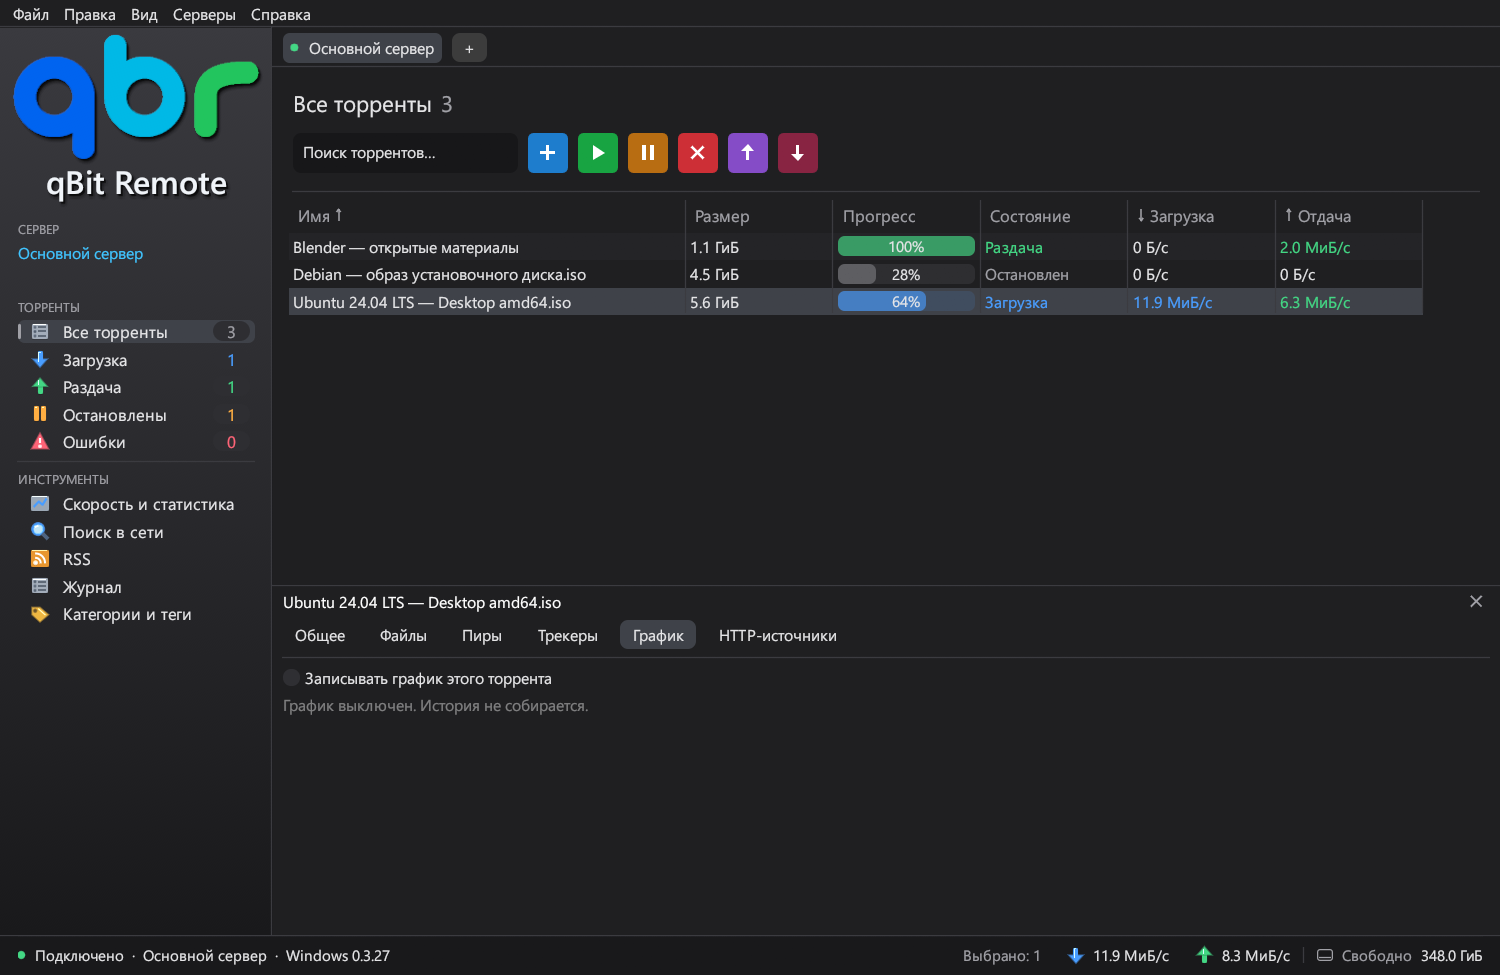 Файл Правка Вид Серверы Справка
qbr
qBit Remote
СЕРВЕР
Основной сервер
ТОРРЕНТЫ
Все торренты 3
Загрузка 1
Раздача 1
Остановлены 1
Ошибки 0
ИНСТРУМЕНТЫ
Скорость и статистика
Поиск в сети
RSS
Журнал
Категории и теги
Основной сервер +
Все торренты 3
Поиск торрентов...
Имя ↑ Размер Прогресс Состояние ↓ Загрузка ↑ Отдача
Blender — открытые материалы 1.1 ГиБ 100% Раздача 0 Б/с 2.0 МиБ/с
Debian — образ установочного диска.iso 4.5 ГиБ 28% Остановлен 0 Б/с 0 Б/с
Ubuntu 24.04 LTS — Desktop amd64.iso 5.6 ГиБ 64% Загрузка 11.9 МиБ/с 6.3 МиБ/с
Ubuntu 24.04 LTS — Desktop amd64.iso
Общее Файлы Пиры Трекеры График HTTP-источники
Записывать график этого торрента
График выключен. История не собирается.
Подключено · Основной сервер · Windows 0.3.27 Выбрано: 1 11.9 МиБ/с 8.3 МиБ/с Свободно 348.0 ГиБ